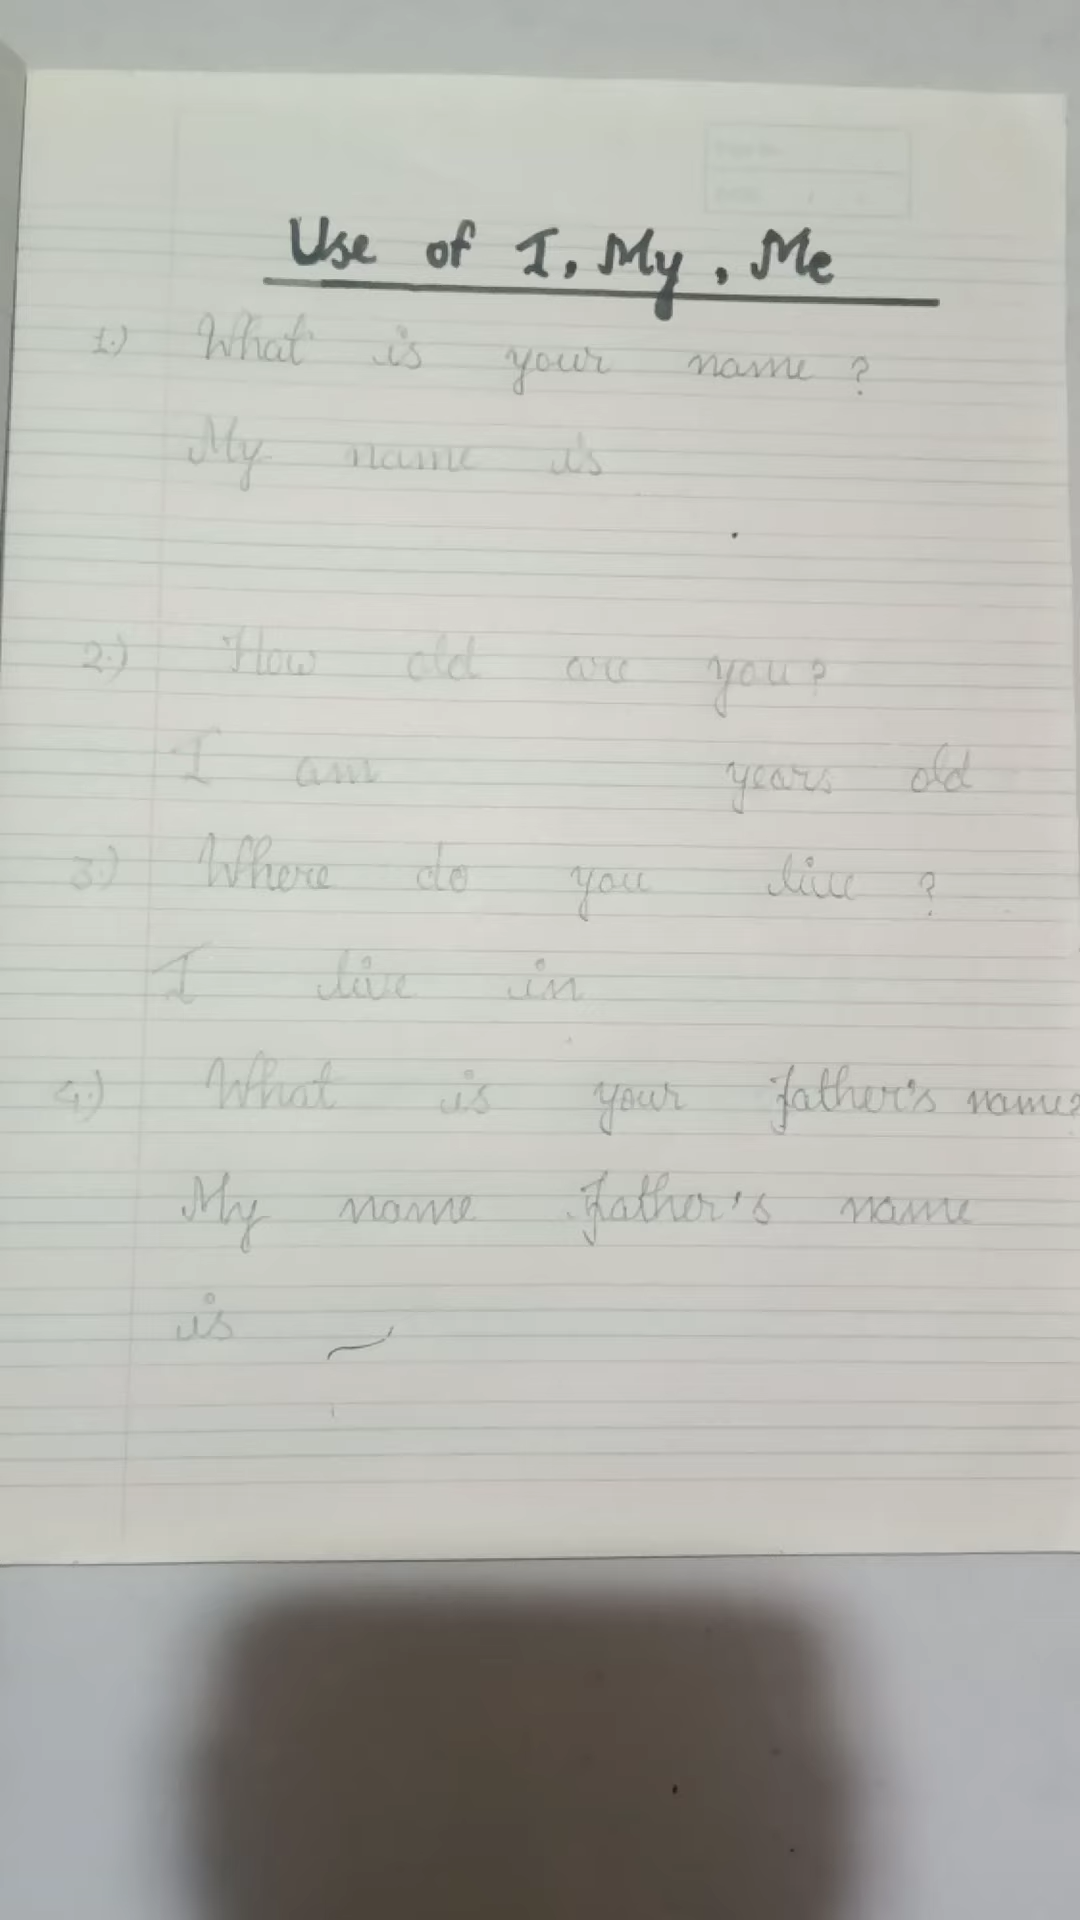 Use of I, My, Me
1.) What is your name ?
My name is
2.) How old are you?
I am years old
3.) Where do you live ?
I live in
4.) What is your father's name?
My name father's name
is